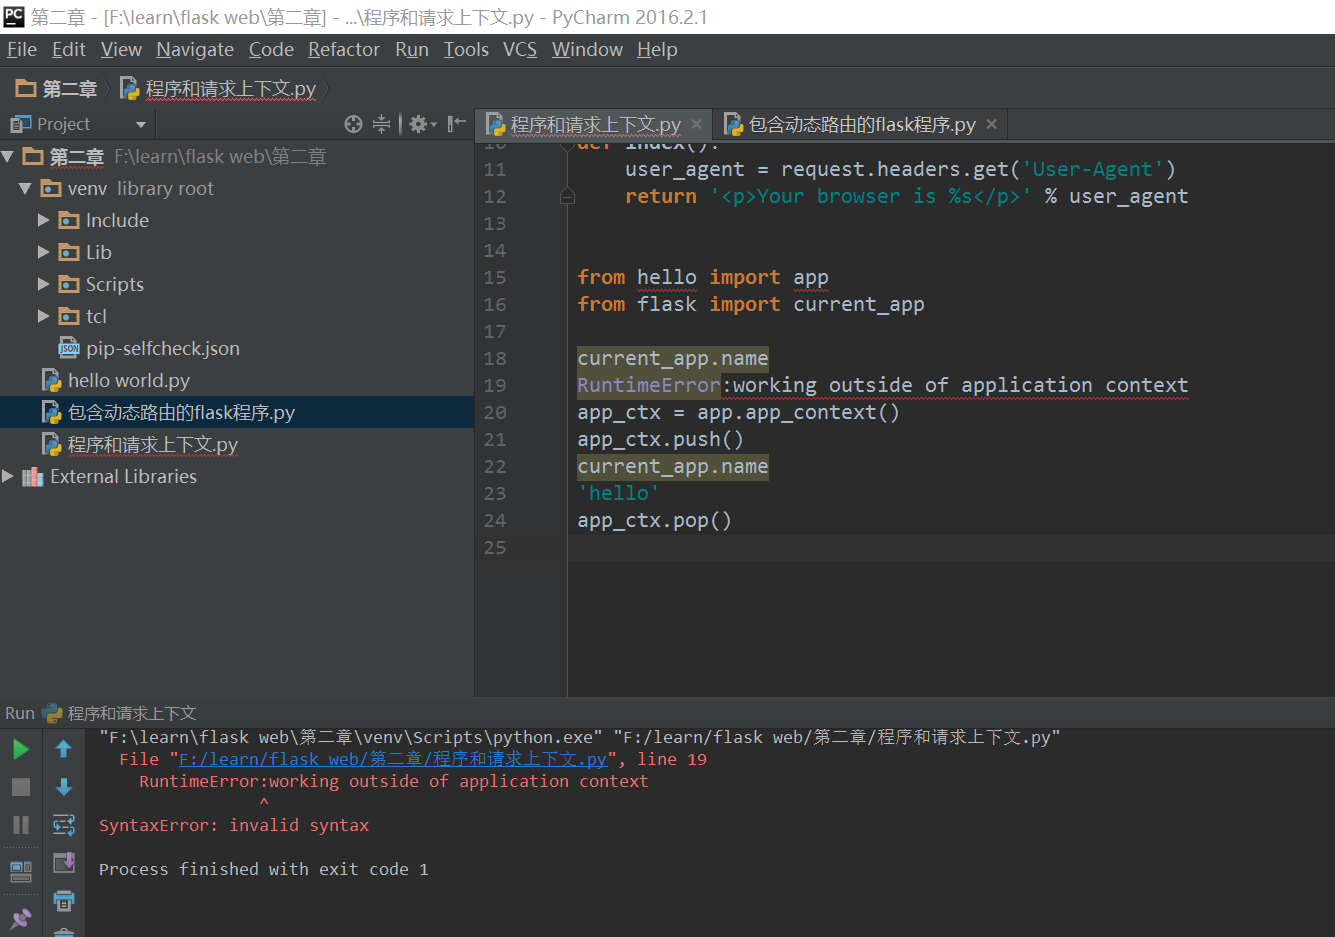 第二章 - [F:\learn\flask web\第二章] - ...\程序和请求上下文.py - PyCharm 2016.2.1
File Edit View Navigate Code Refactor Run Tools VCS Window Help
第二章 程序和请求上下文.py
Project
程序和请求上下文.py 包含动态路由的flask程序.py
第二章 F:\learn\flask web\第二章
venv library root
Include
Lib
Scripts
tcl
pip-selfcheck.json
hello world.py
包含动态路由的flask程序.py
程序和请求上下文.py
External Libraries
10 def index():
11 user_agent = request.headers.get('User-Agent')
12 return '<p>Your browser is %s</p>' % user_agent
13
14
15 from hello import app
16 from flask import current_app
17
18 current_app.name
19 RuntimeError:working outside of application context
20 app_ctx = app.app_context()
21 app_ctx.push()
22 current_app.name
23 'hello'
24 app_ctx.pop()
25
Run 程序和请求上下文
"F:\learn\flask web\第二章\venv\Scripts\python.exe" "F:/learn/flask web/第二章/程序和请求上下文.py"
File "F:/learn/flask web/第二章/程序和请求上下文.py", line 19
RuntimeError:working outside of application context
^
SyntaxError: invalid syntax
Process finished with exit code 1